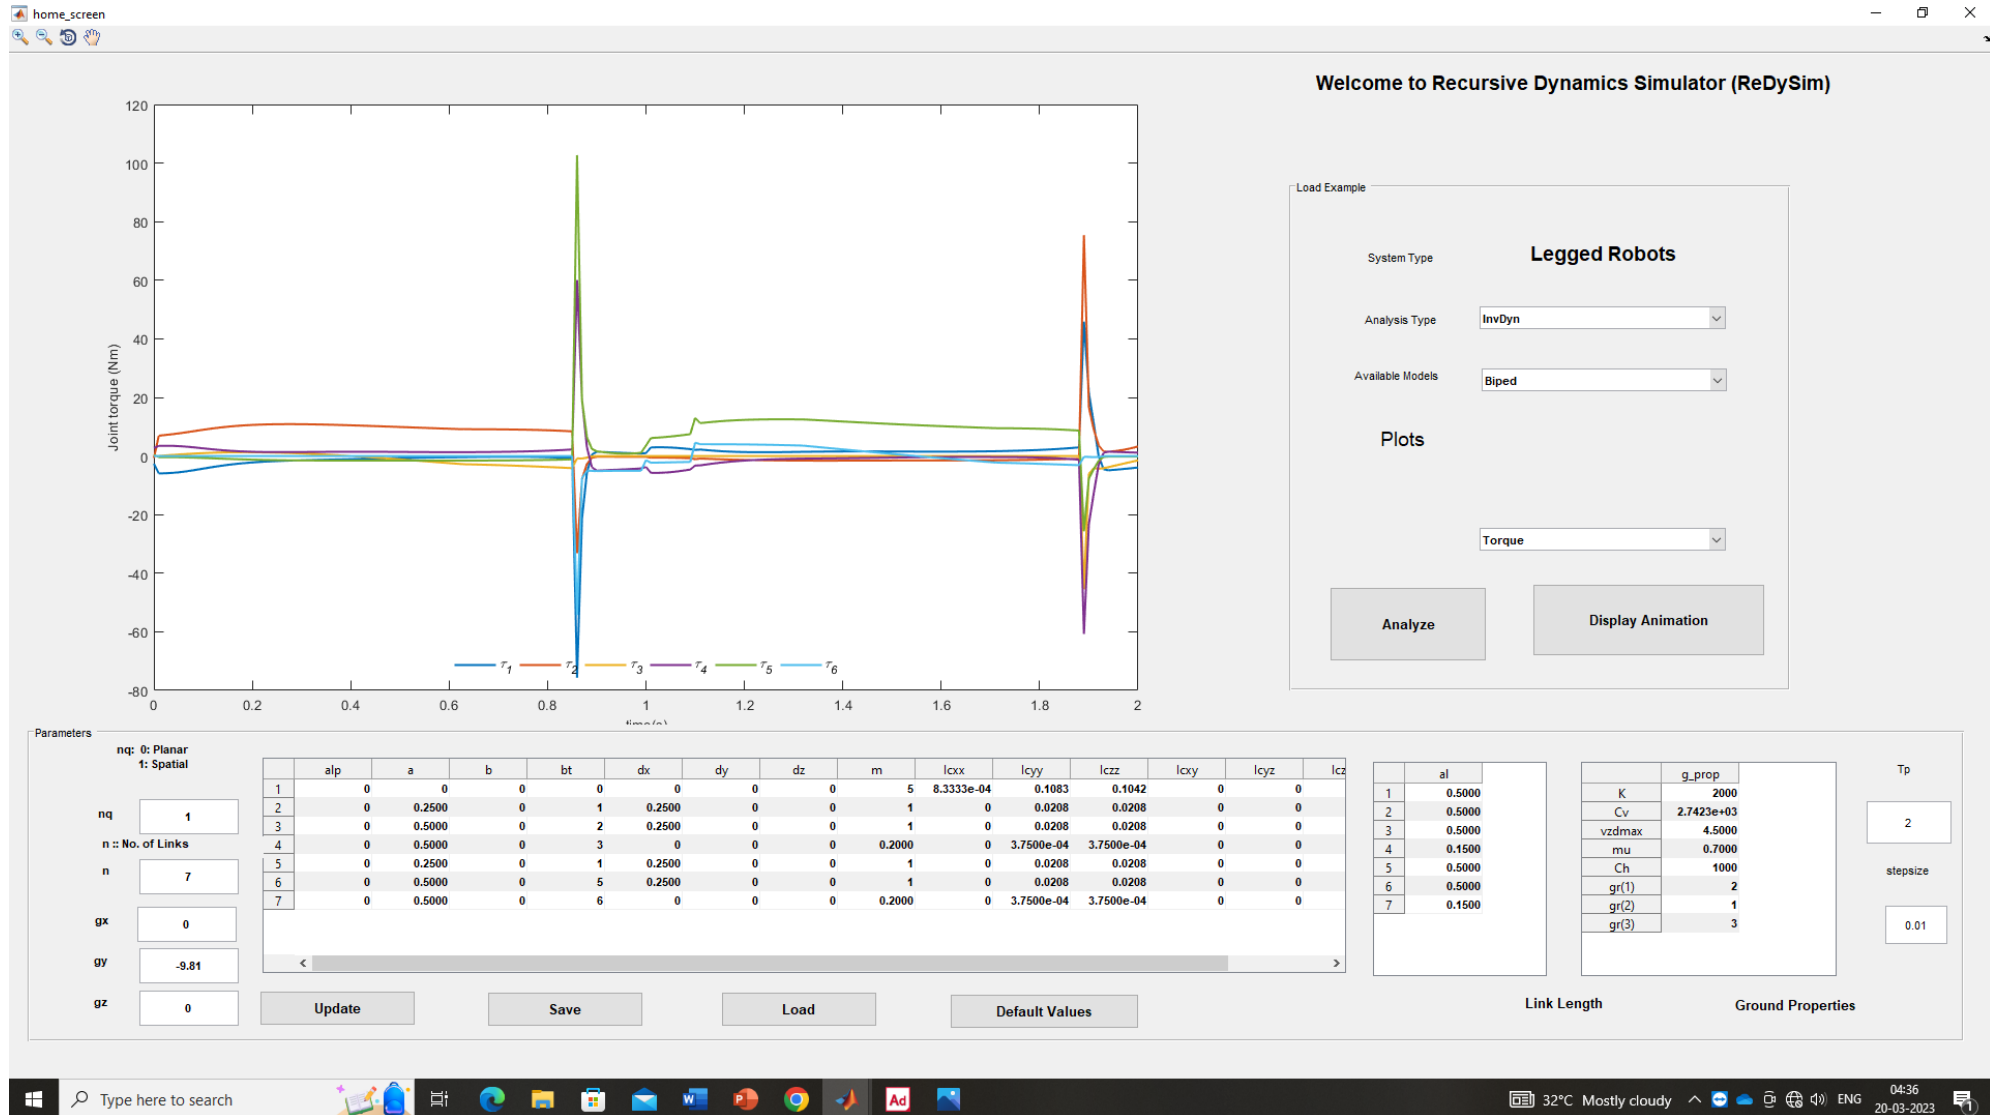 home_screen
Welcome to Recursive Dynamics Simulator (ReDySim)
120
100
80
60
40
20
0
-20
-40
-60
-80
Joint torque (Nm)
τ1 τ2 τ3 τ4 τ5 τ6
0 0.2 0.4 0.6 0.8 1 1.2 1.4 1.6 1.8 2
time(s)
Load Example
System Type Legged Robots
Analysis Type InvDyn
Available Models Biped
Plots
Torque
Analyze Display Animation
Parameters
nq: 0: Planar
1: Spatial
nq 1
n :: No. of Links
n 7
gx 0
gy -9.81
gz 0
alp a b bt dx dy dz m Icxx Icyy Iczz Icxy Icyz Icz
1 0 0 0 0 0 0 0 5 8.3333e-04 0.1083 0.1042 0 0
2 0 0.2500 0 1 0.2500 0 0 1 0 0.0208 0.0208 0 0
3 0 0.5000 0 2 0.2500 0 0 1 0 0.0208 0.0208 0 0
4 0 0.5000 0 3 0 0 0 0.2000 0 3.7500e-04 3.7500e-04 0 0
5 0 0.2500 0 1 0.2500 0 0 1 0 0.0208 0.0208 0 0
6 0 0.5000 0 5 0.2500 0 0 1 0 0.0208 0.0208 0 0
7 0 0.5000 0 6 0 0 0 0.2000 0 3.7500e-04 3.7500e-04 0 0
Update Save Load Default Values
al
1 0.5000
2 0.5000
3 0.5000
4 0.1500
5 0.5000
6 0.5000
7 0.1500
Link Length
g_prop
K 2000
Cv 2.7423e+03
vzdmax 4.5000
mu 0.7000
Ch 1000
gr(1) 2
gr(2) 1
gr(3) 3
Ground Properties
Tp
2
stepsize
0.01
Type here to search
W
P
Ad
32°C Mostly cloudy
ENG
04:36
20-03-2023
1